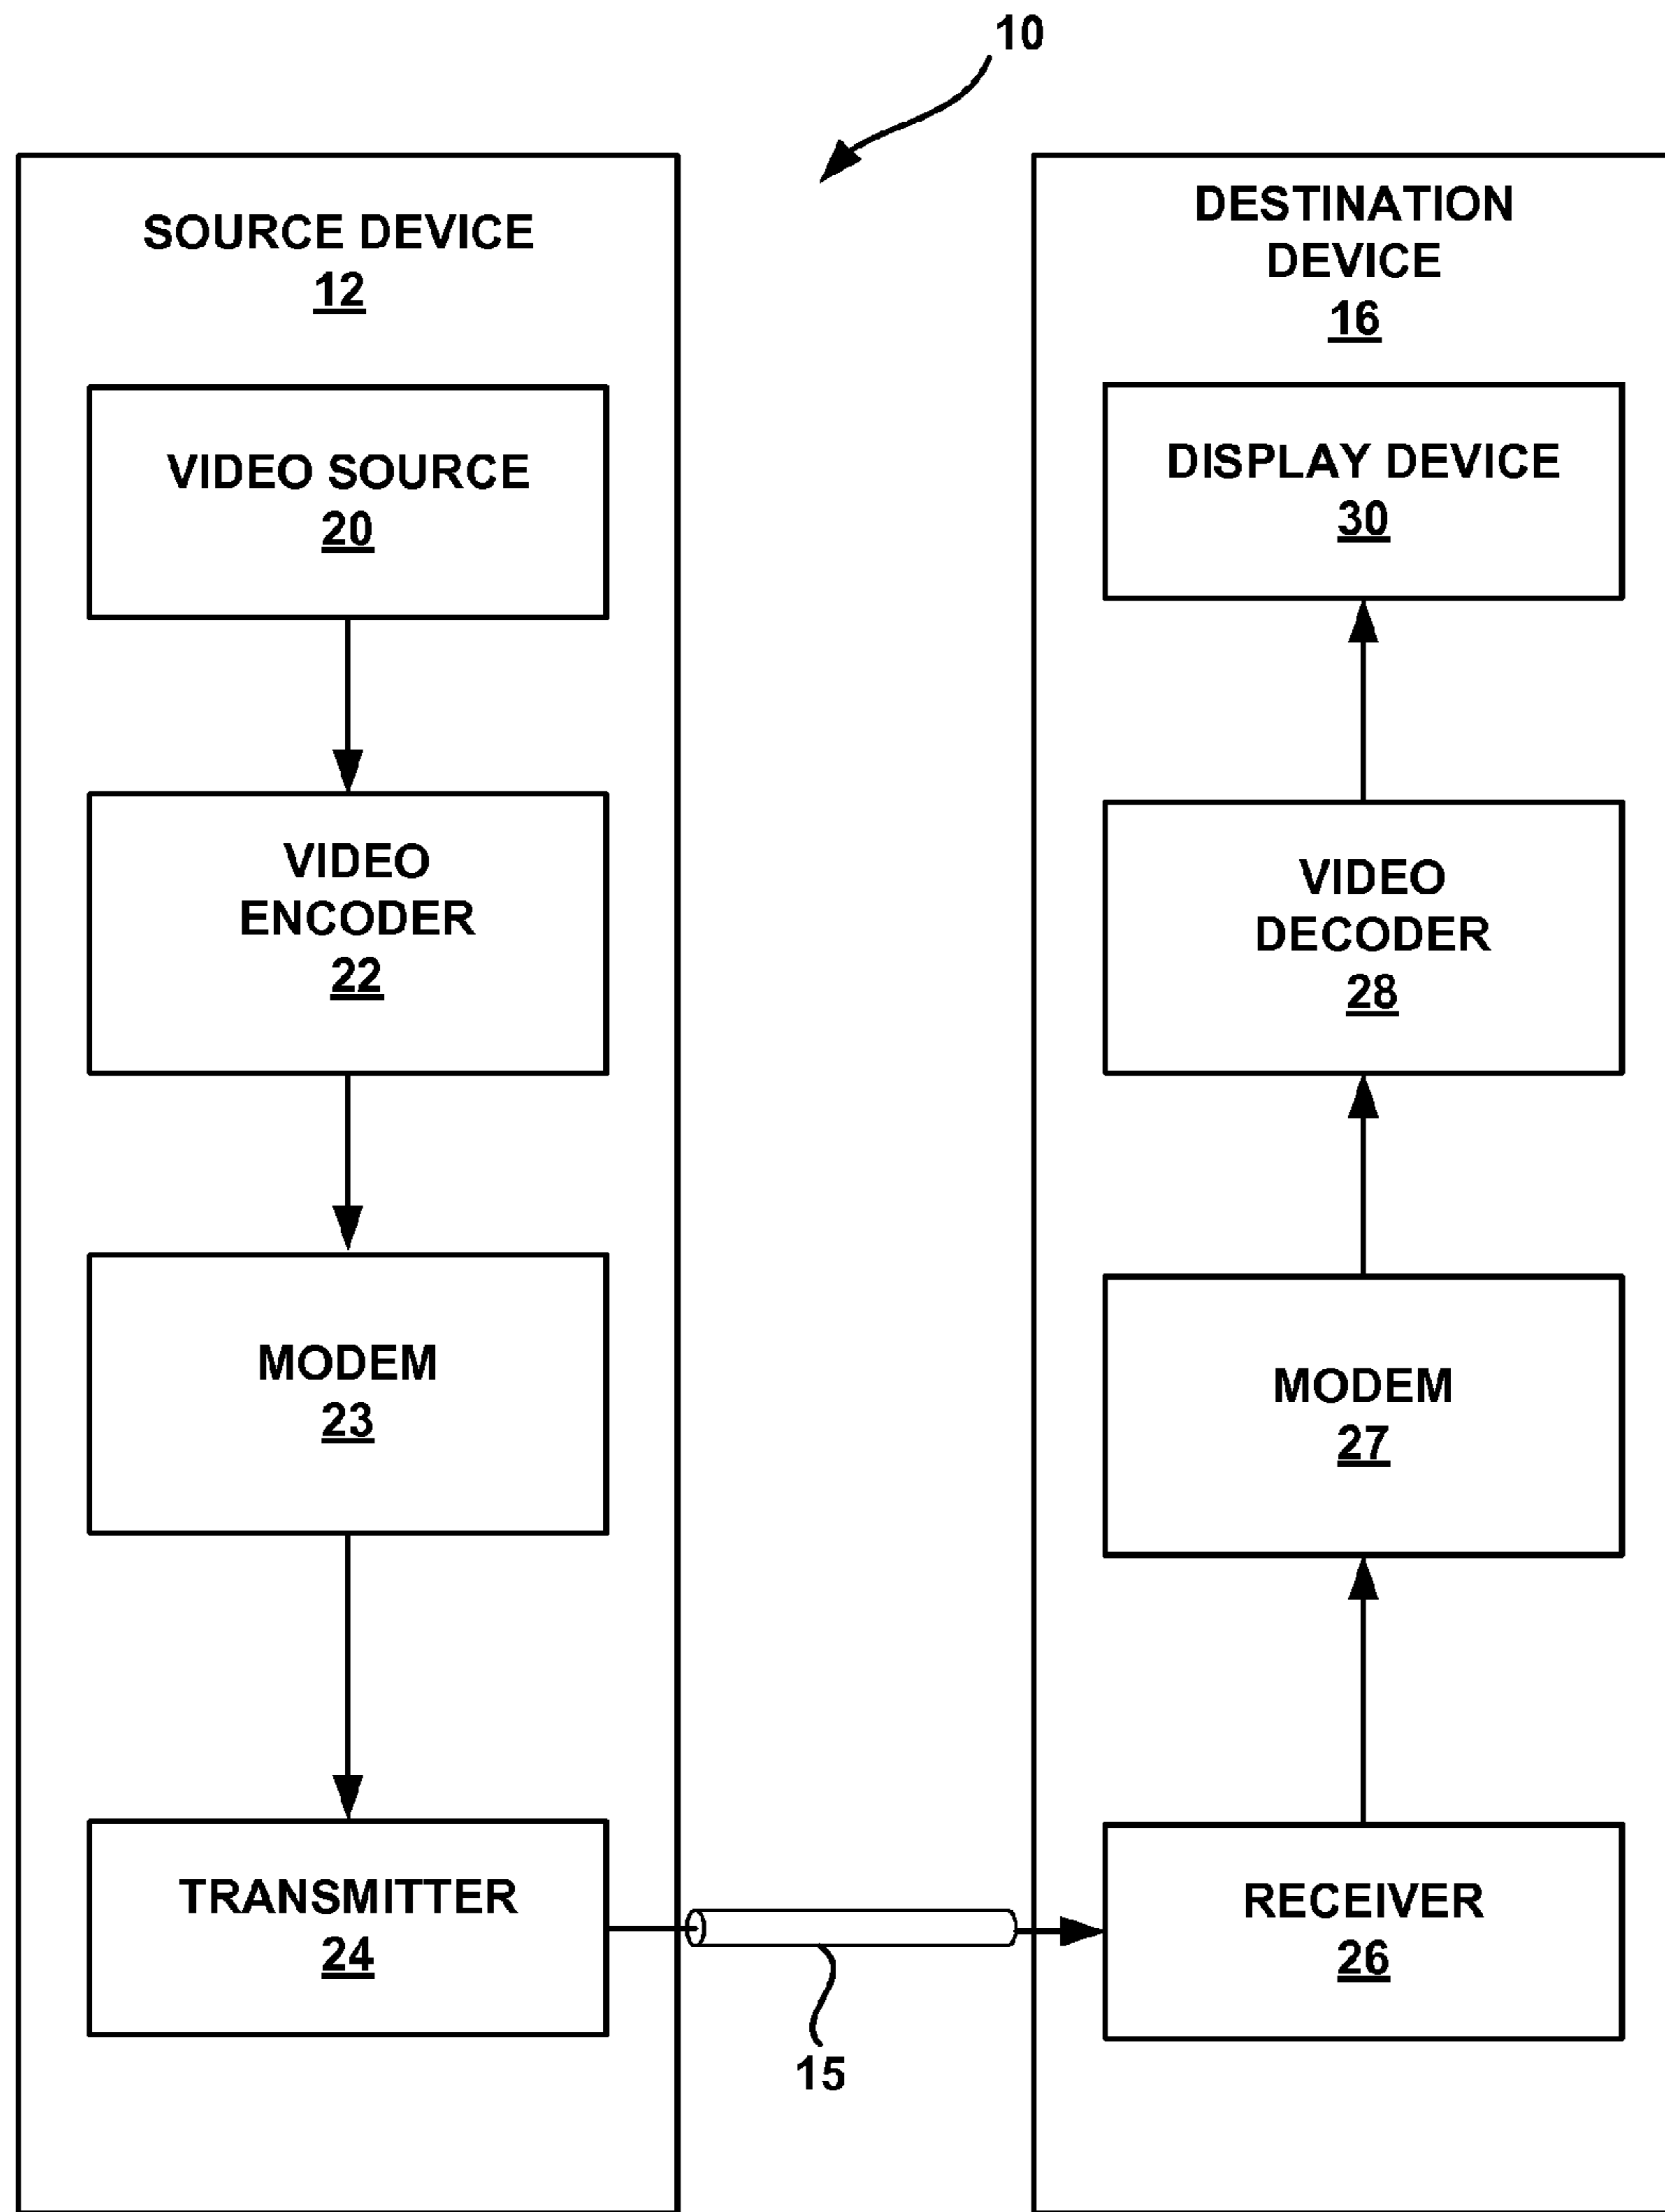 10
SOURCE DEVICE
12
VIDEO SOURCE
20
VIDEO
ENCODER
22
MODEM
23
TRANSMITTER
24
15
DESTINATION
DEVICE
16
DISPLAY DEVICE
30
VIDEO
DECODER
28
MODEM
27
RECEIVER
26